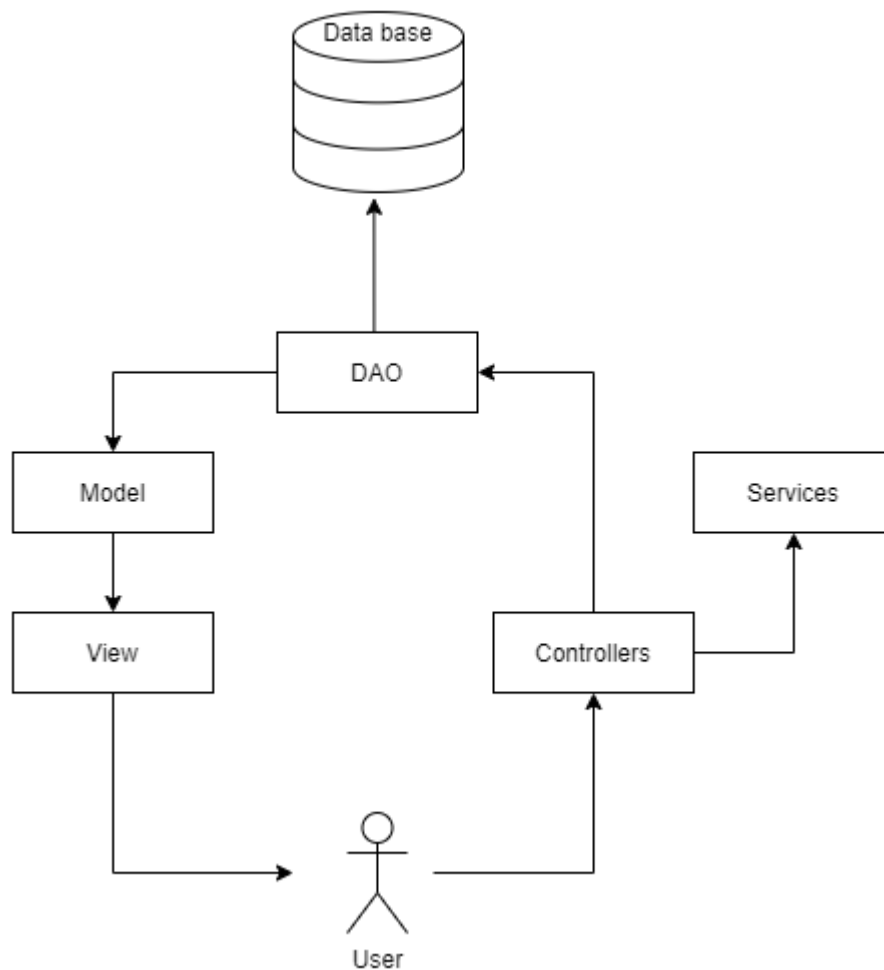 Data base
DAO
Model
Services
View
Controllers
User